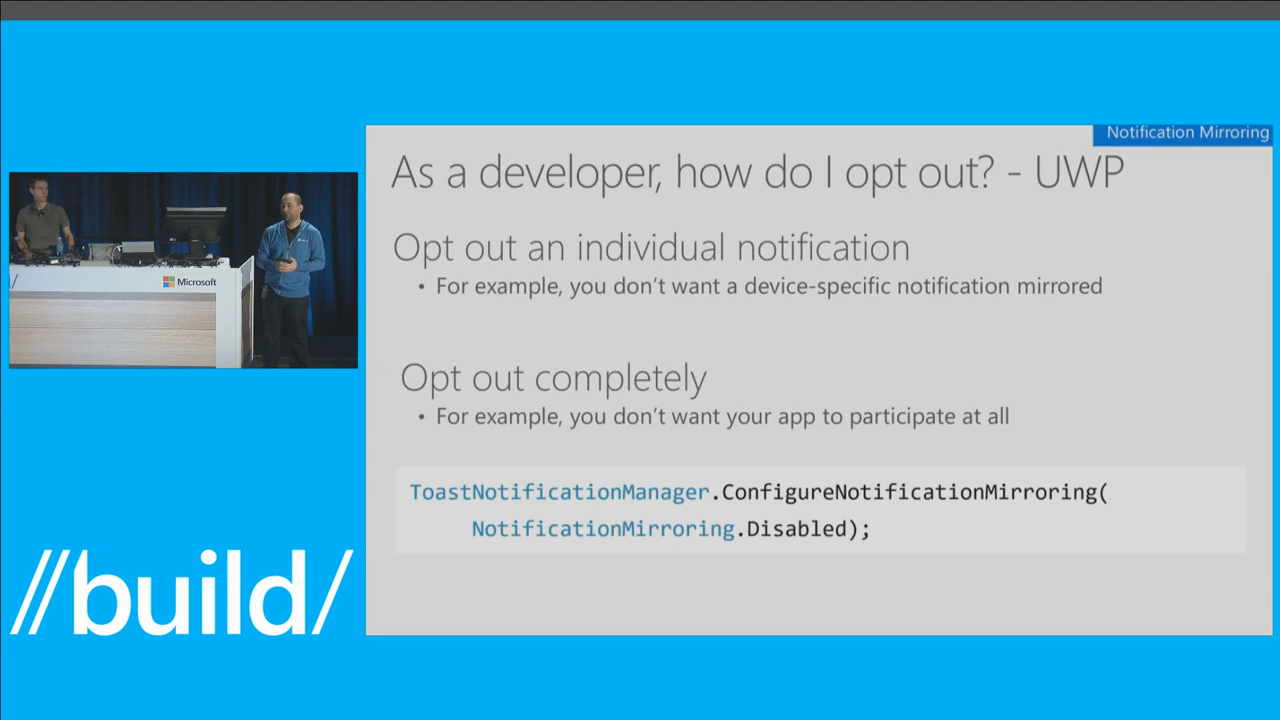 Notification Mirroring
As a developer, how do I opt out? - UWP
Opt out an individual notification
• For example, you don't want a device-specific notification mirrored
Opt out completely
• For example, you don't want your app to participate at all
ToastNotificationManager.ConfigureNotificationMirroring(
NotificationMirroring.Disabled);
/
Microsoft
//build/